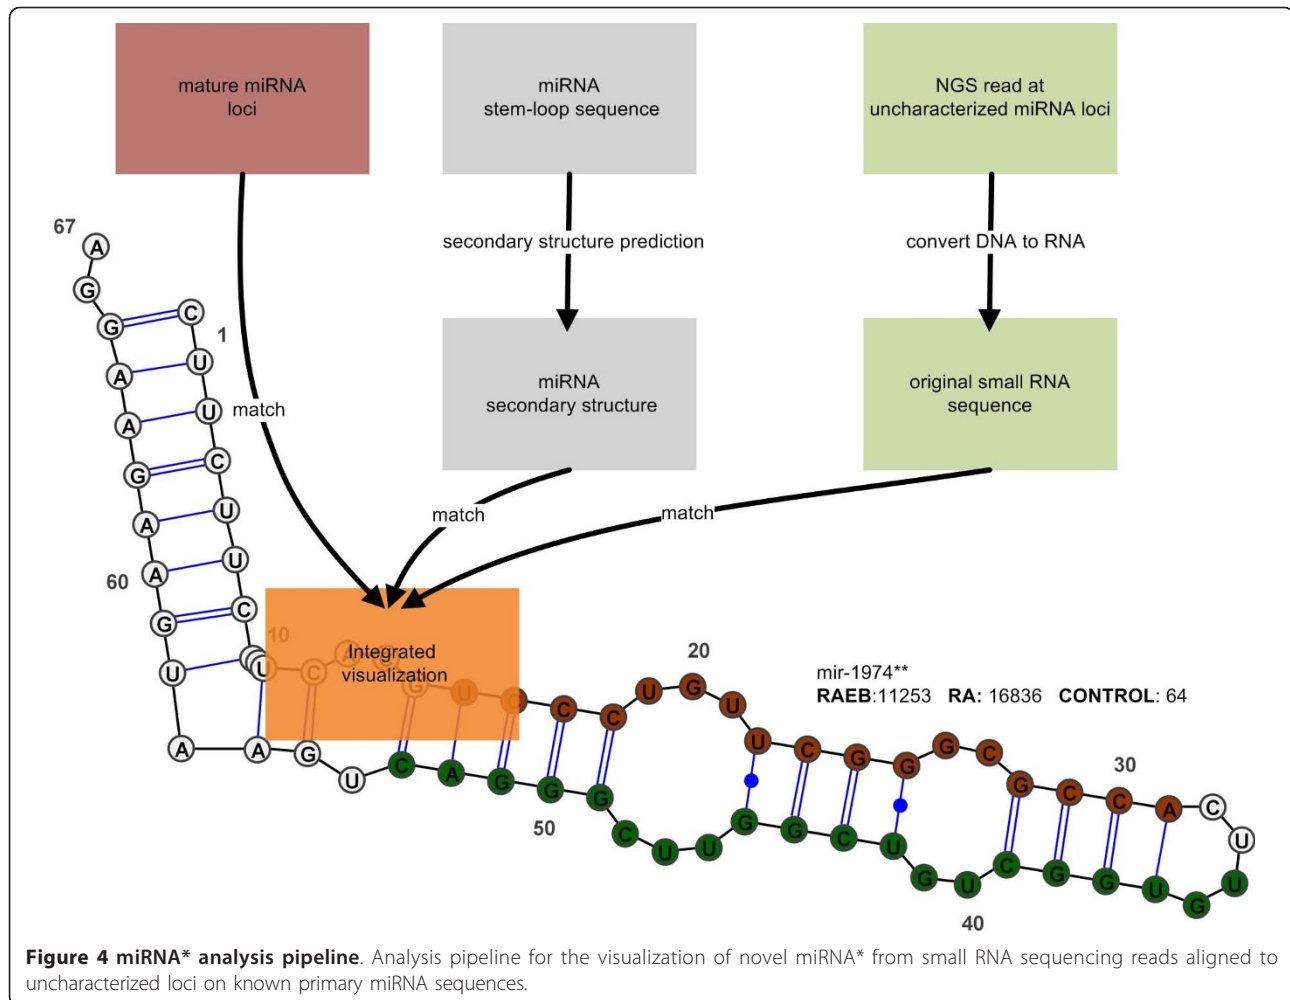 mature miRNA
loci
miRNA
stem-loop sequence
NGS read at
uncharacterized miRNA loci
secondary structure prediction
convert DNA to RNA
miRNA
secondary structure
original small RNA
sequence
match
match
match
Integrated
visualization
mir-1974**
RAEB:11253 RA: 16836 CONTROL: 64
67
A
G
G
A
A
G
A
A
G
U
A
A
G
U
C
A
G
G
G
C
U
U
G
G
C
U
G
U
C
G
G
U
G
U
U
C
A
C
C
G
C
G
G
G
C
U
U
G
U
C
C
U
G
A
C
U
C
U
U
C
U
U
C
1
10
20
30
40
50
60
Figure 4 miRNA* analysis pipeline. Analysis pipeline for the visualization of novel miRNA* from small RNA sequencing reads aligned to
uncharacterized loci on known primary miRNA sequences.